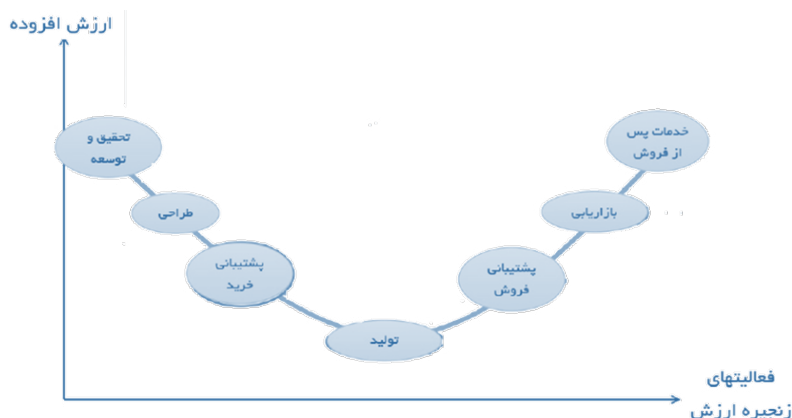 ارزش افزوده
تحقیق و
توسعه
طراحی
پشتیبانی
خرید
تولید
پشتیبانی
فروش
بازاریابی
خدمات پس
از فروش
فعالیتهای
زنجیره ارزش